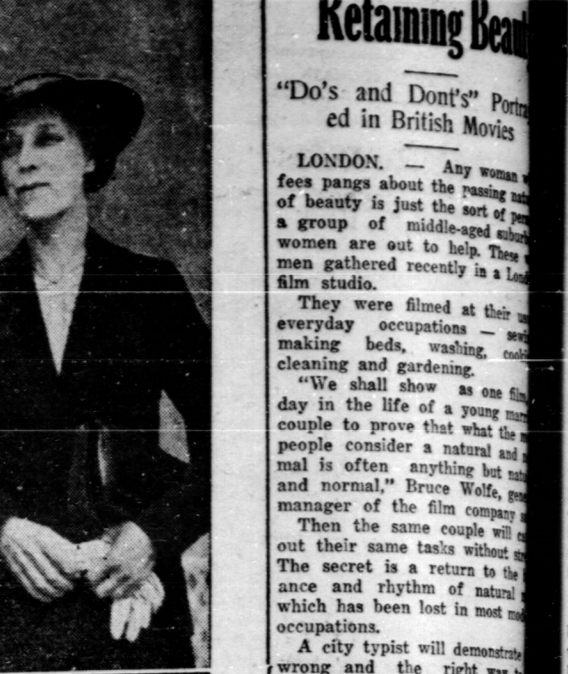 Retaining
"Do's and Dont's"
ed in British Movies
LONDON. — Any woman
fees pangs about the passing
of beauty is just the sort of
a group of middle-aged
women are out to help. These
men gathered recently in a
film studio.
They were filmed at their
everyday occupations —
making beds, washing,
cleaning and gardening.
"We shall show as one film
day in the life of a young
couple to prove that what the
people consider a natural and
mal is often anything but
and normal," Bruce Wolfe,
manager of the film company
Then the same couple will
out their same tasks without
The secret is a return to the
ance and rhythm of natural
which has been lost in most
occupations.
A city typist will demonstrate
wrong and the right